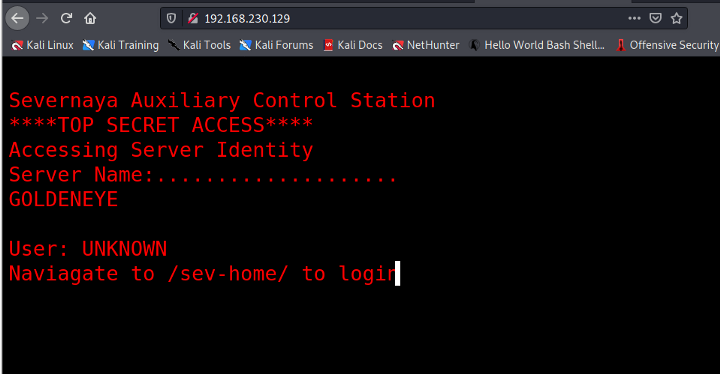 192.168.230.129
Kali Linux Kali Training Kali Tools Kali Forums Kali Docs NetHunter Hello World Bash Shell... Offensive Security
Severnaya Auxiliary Control Station
****TOP SECRET ACCESS****
Accessing Server Identity
Server Name:....................
GOLDENEYE
User: UNKNOWN
Naviagate to /sev-home/ to login